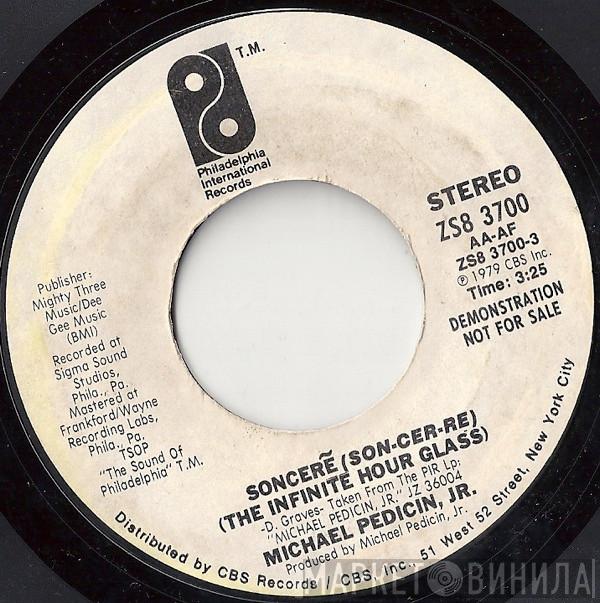 T.M.
Philadelphia
International
Records
STEREO
ZS8 3700
AA-AF
ZS8 3700-3
Ⓟ 1979 CBS Inc.
Time: 3:25
DEMONSTRATION
NOT FOR SALE
Publisher:
Mighty Three
Music/Dee
Gee Music
(BMI)
Recorded at
Sigma Sound
Studios,
Phila., Pa.
Mastered at
Frankford/Wayne
Recording Labs,
Phila., Pa.
TSOP
"The Sound Of
Philadelphia" T.M.
SONCERẼ (SON-CER-RE)
(THE INFINITE HOUR GLASS)
-D. Graves- Taken From The PIR Lp:
"MICHAEL PEDICIN, JR." JZ 36004
MICHAEL PEDICIN, JR.
Produced by Michael Pedicin, Jr.
Distributed by CBS Records / CBS, Inc., 51 West 52 Street, New York City
МАРКЕТ ВИНИЛА